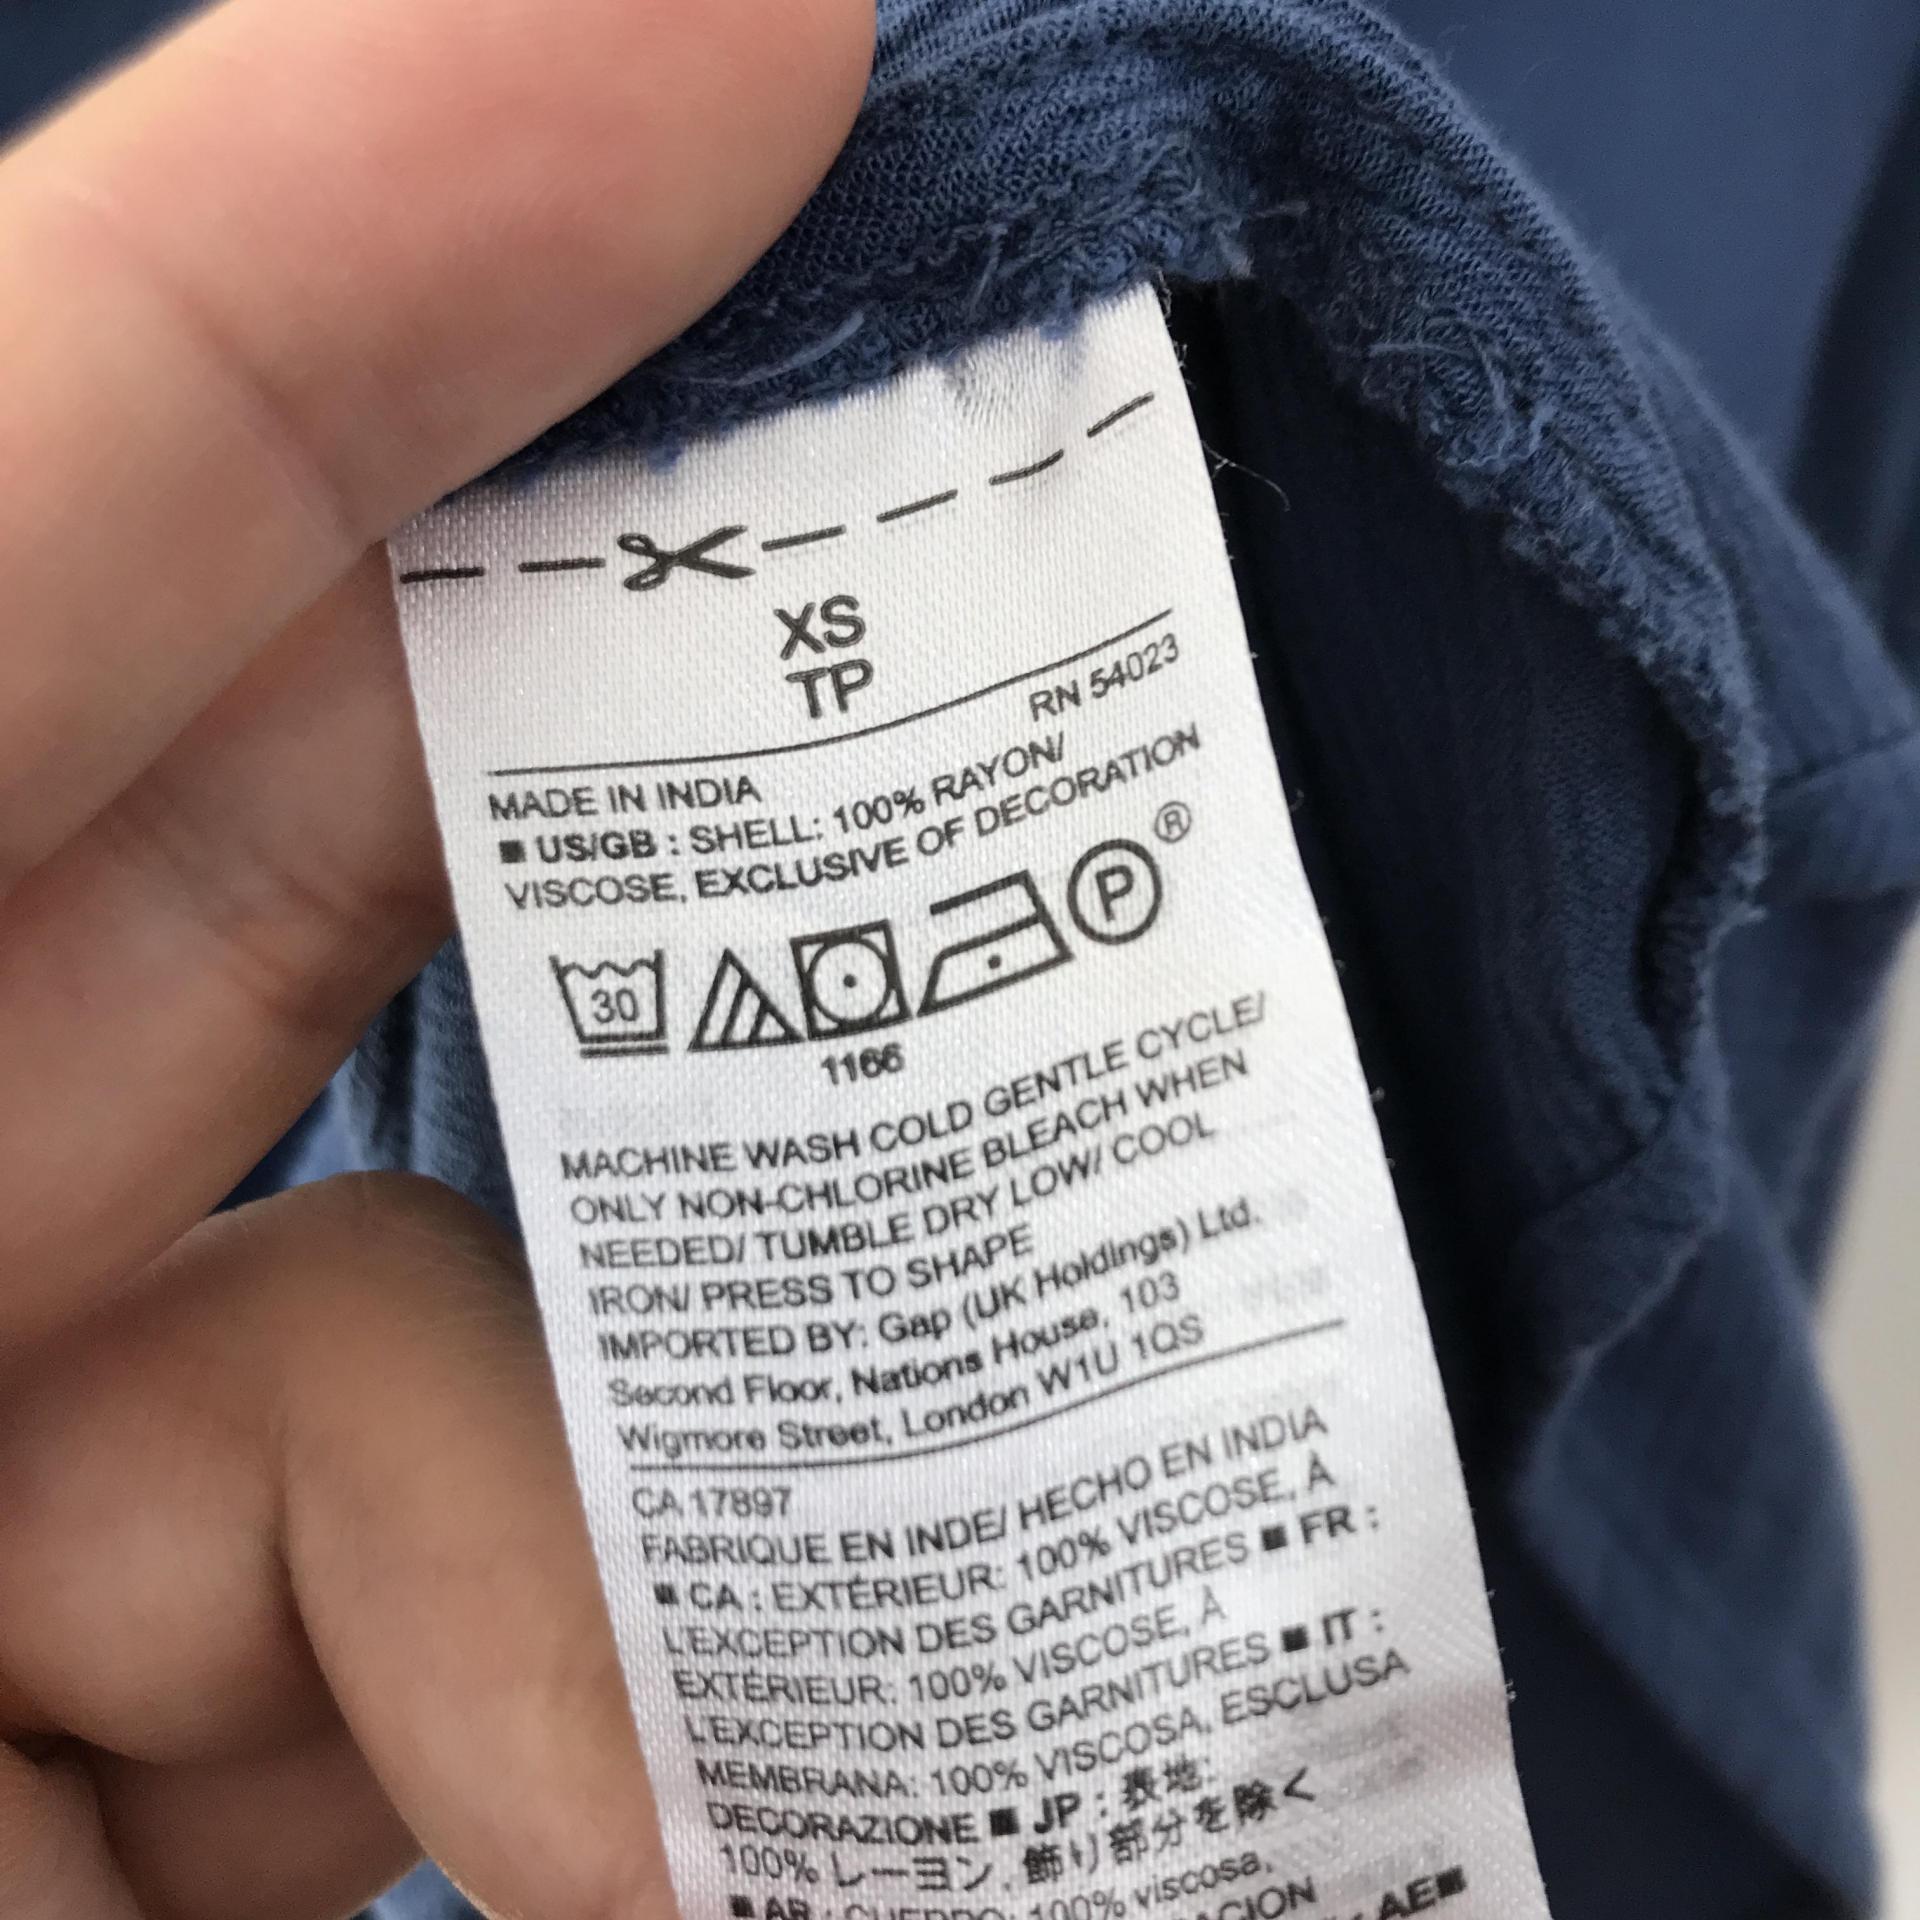 XS
TP
RN 54023
MADE IN INDIA
■ US/GB : SHELL: 100% RAYON/
VISCOSE, EXCLUSIVE OF DECORATION
30
P
®
1166
MACHINE WASH COLD GENTLE CYCLE/
ONLY NON-CHLORINE BLEACH WHEN
NEEDED/ TUMBLE DRY LOW/ COOL
IRON/ PRESS TO SHAPE
IMPORTED BY: Gap (UK Holdings) Ltd.
Second Floor, Nations House, 103
Wigmore Street, London W1U 1QS
CA 17897
FABRIQUE EN INDE/ HECHO EN INDIA
■ CA : EXTÉRIEUR: 100% VISCOSE, À
L'EXCEPTION DES GARNITURES ■ FR :
EXTÉRIEUR: 100% VISCOSE, À
L'EXCEPTION DES GARNITURES ■ IT :
MEMBRANA: 100% VISCOSA, ESCLUSA
DECORAZIONE ■ JP : 表地:
100% レーヨン, 飾り部分を除く
■ AR : CUERPO: 100% viscosa,
AE■